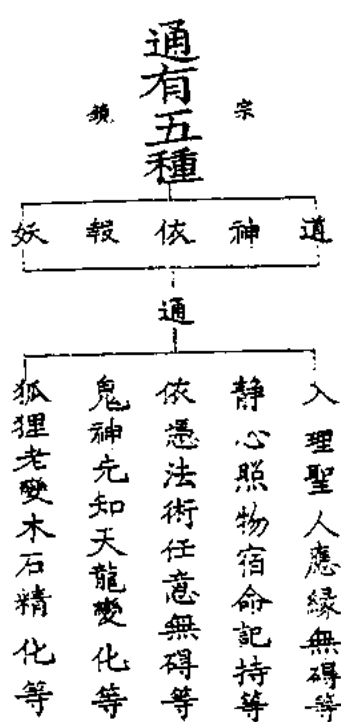 通有五種
宗
鏡
道
神
依
報
妖
通
入理聖人應緣無碍等
静心照物宿命記持等
依憑法術任意無碍等
鬼神先知天龍變化等
狐狸老變木石精化等